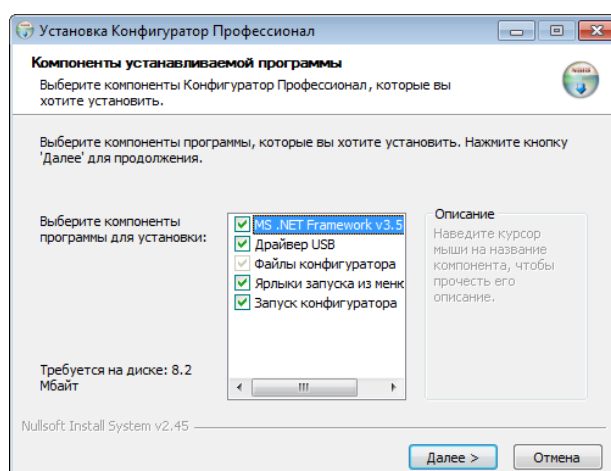 Установка Конфигуратор Профессионал
Компоненты устанавливаемой программы
Выберите компоненты Конфигуратор Профессионал, которые вы
хотите установить.
Выберите компоненты программы, которые вы хотите установить. Нажмите кнопку
'Далее' для продолжения.
Выберите компоненты
программы для установки:
MS .NET Framework v3.5
Драйвер USB
Файлы конфигуратора
Ярлыки запуска из менк
Запуск конфигуратора
Описание
Наведите курсор
мыши на название
компонента, чтобы
прочесть его
описание.
Требуется на диске: 8.2
Мбайт
Nullsoft Install System v2.45
Далее >
Отмена